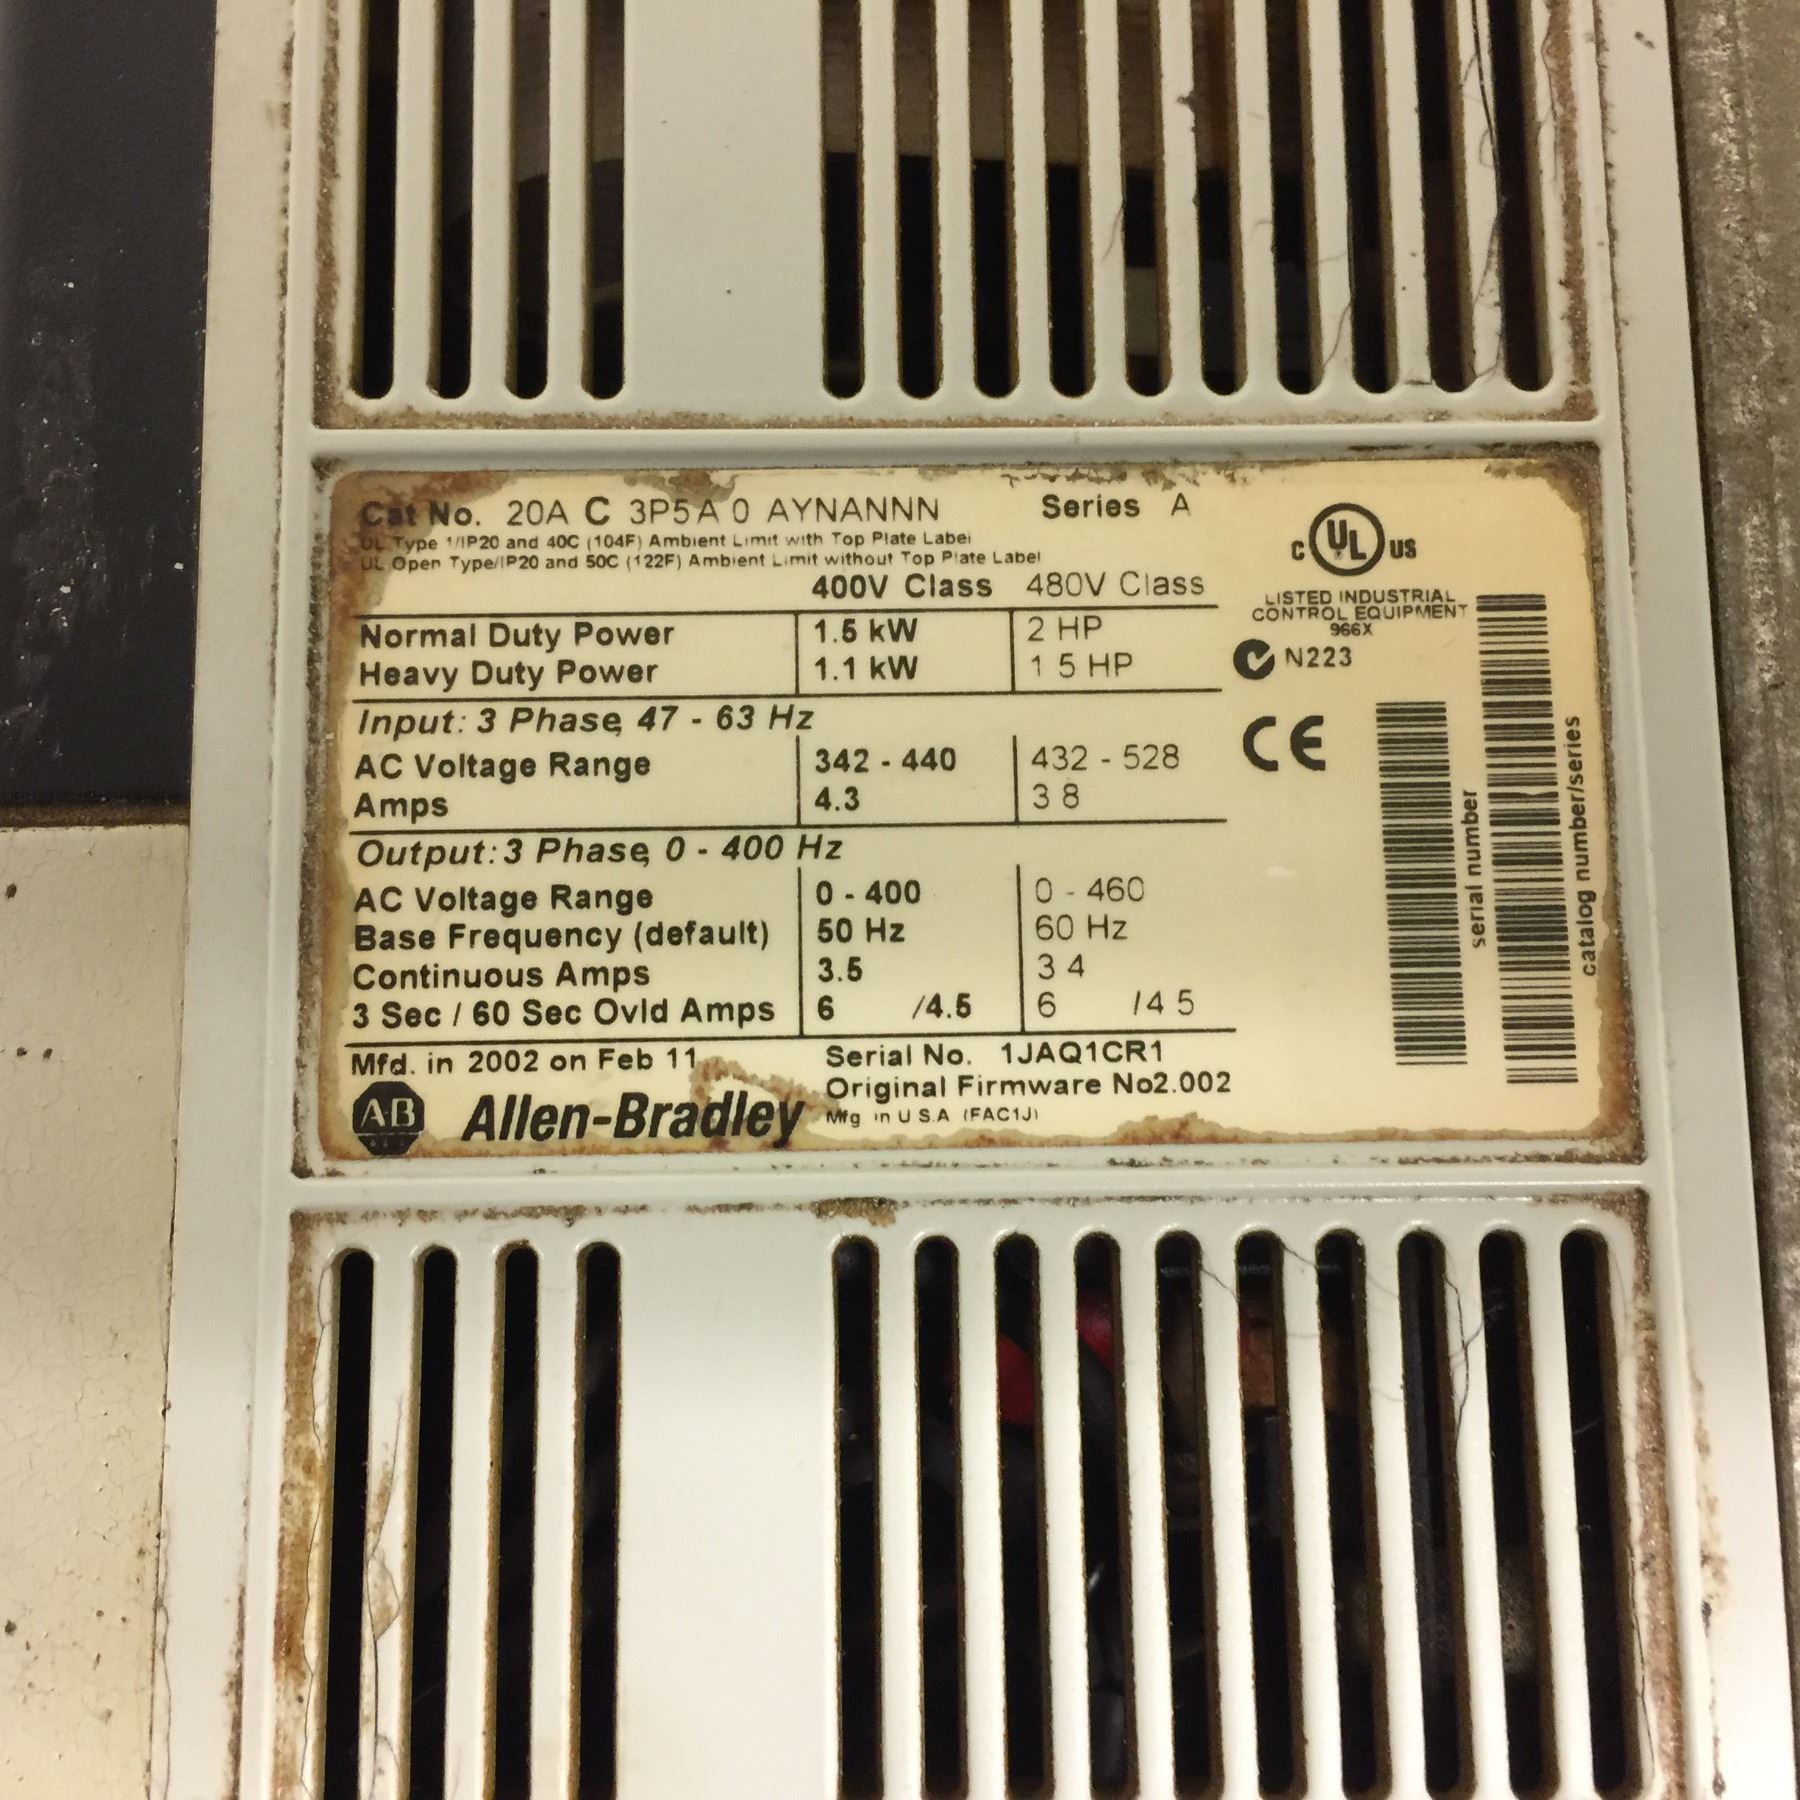 Cat No. 20A C 3P5 A 0 AYNANNN Series A
UL Type 1/IP20 and 40C (104F) Ambient Limit with Top Plate Label
UL Open Type/IP20 and 50C (122F) Ambient Limit without Top Plate Label
400V Class 480V Class
Normal Duty Power 1.5 kW 2 HP
Heavy Duty Power 1.1 kW 1 5 HP
Input: 3 Phase, 47 - 63 Hz
AC Voltage Range 342 - 440 432 - 528
Amps 4.3 3 8
Output: 3 Phase, 0 - 400 Hz
AC Voltage Range 0 - 400 0 - 460
Base Frequency (default) 50 Hz 60 Hz
Continuous Amps 3.5 3 4
3 Sec / 60 Sec Ovld Amps 6 /4.5 6 /4 5
Mfd. in 2002 on Feb 11 Serial No. 1JAQ1CR1
Original Firmware No2.002
AB Allen-Bradley Mfg in U S.A (FAC1J)
C UL US
LISTED INDUSTRIAL
CONTROL EQUIPMENT
966X
N223
CE
serial number
catalog number/series